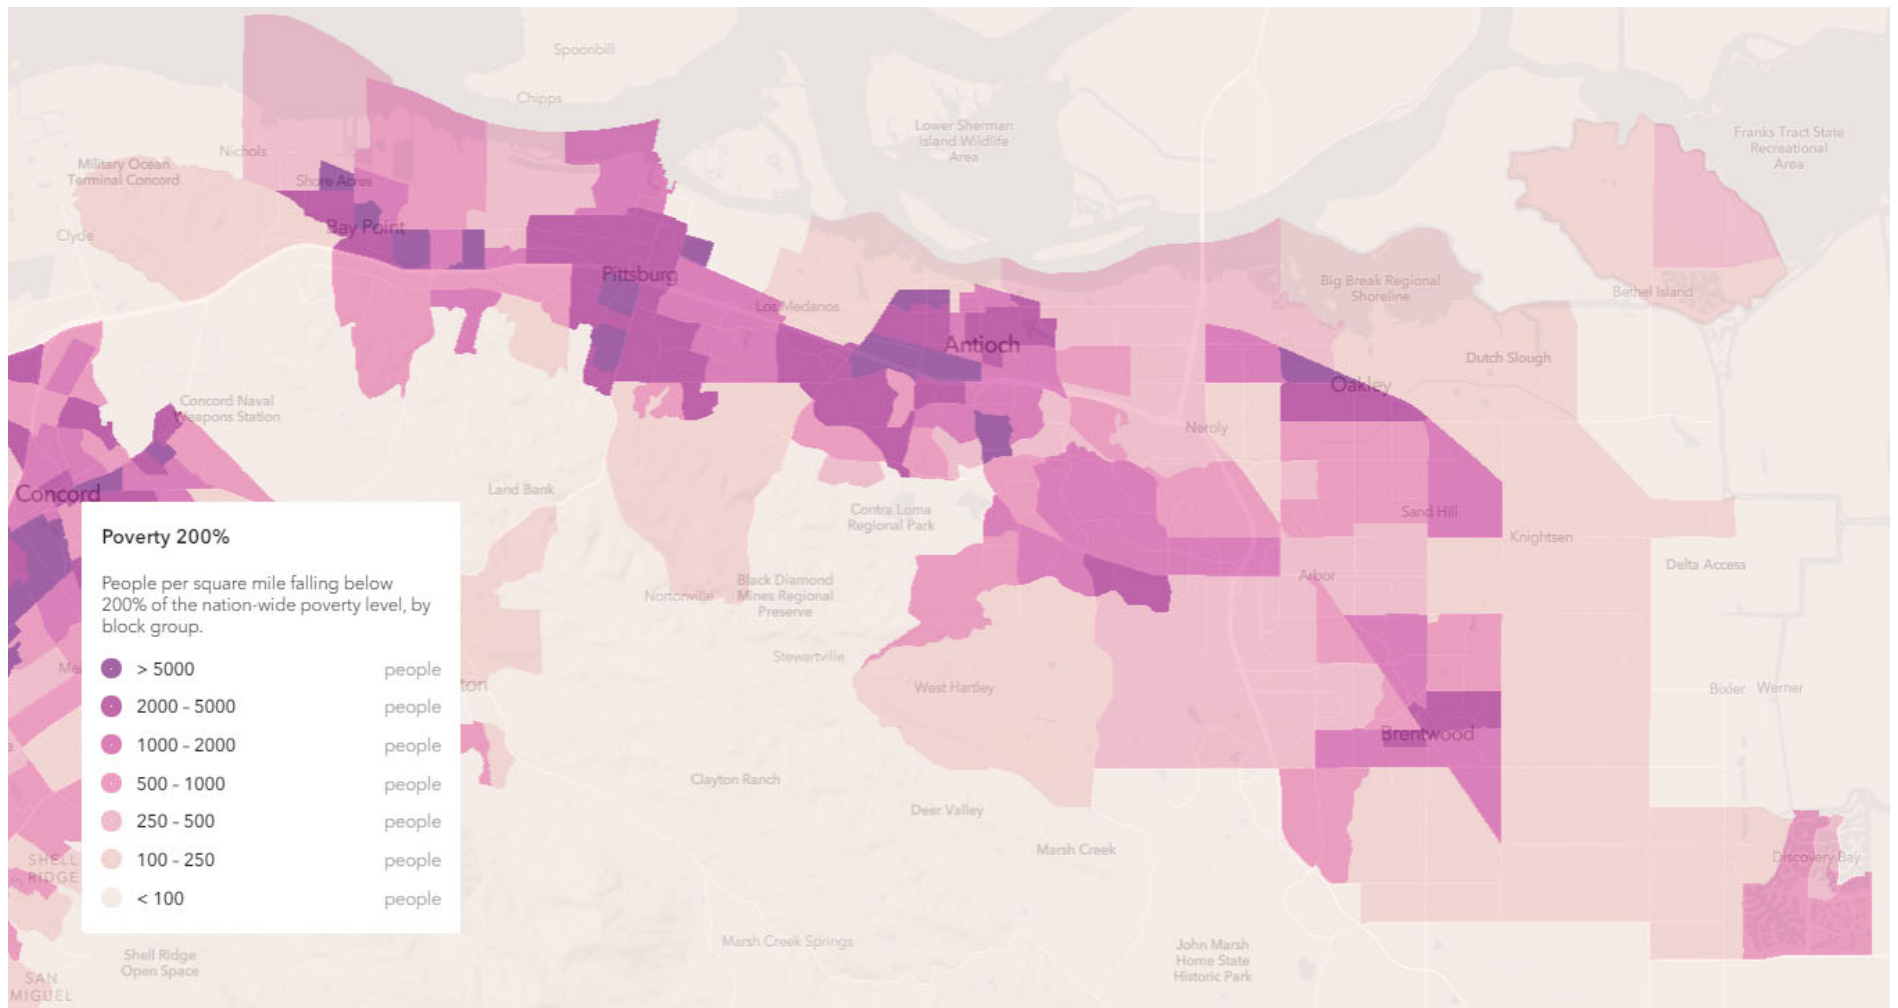 Spoonbill
Chipps
Lower Sherman
Island Wildlife
Area
Franks Tract State
Recreational
Area
Nichols
Military Ocean
Terminal Concord
Shore Acres
Bay Point
Clyde
Pittsburg
Los Medanos
Big Break Regional
Shoreline
Bethel Island
Antioch
Dutch Slough
Oakley
Concord Naval
Weapons Station
Neroly
Concord
Land Bank
Contra Loma
Regional Park
Sand Hill
Knightsen
Delta Access
Arbor
Black Diamond
Mines Regional
Preserve
Nortonville
Stewartville
West Hartley
Bixler
Werner
Brentwood
Clayton Ranch
Deer Valley
Marsh Creek
Discovery Bay
Marsh Creek Springs
John Marsh
Home State
Historic Park
SHELL
RIDGE
Shell Ridge
Open Space
SAN
MIGUEL
ton
Poverty 200%
People per square mile falling below
200% of the nation-wide poverty level, by
block group.
> 5000 people
2000 - 5000 people
1000 - 2000 people
500 - 1000 people
250 - 500 people
100 - 250 people
< 100 people